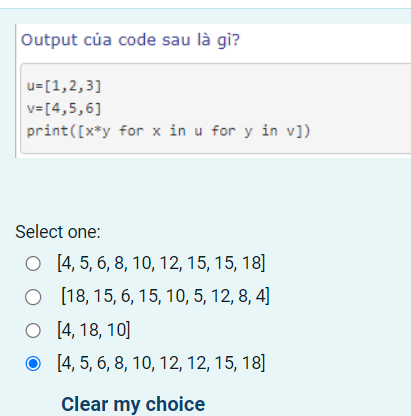 Output của code sau là gì?
u=[1,2,3]
v=[4,5,6]
print([x*y for x in u for y in v])
Select one:
[4, 5, 6, 8, 10, 12, 15, 15, 18]
[18, 15, 6, 15, 10, 5, 12, 8, 4]
[4, 18, 10]
[4, 5, 6, 8, 10, 12, 12, 15, 18]
Clear my choice